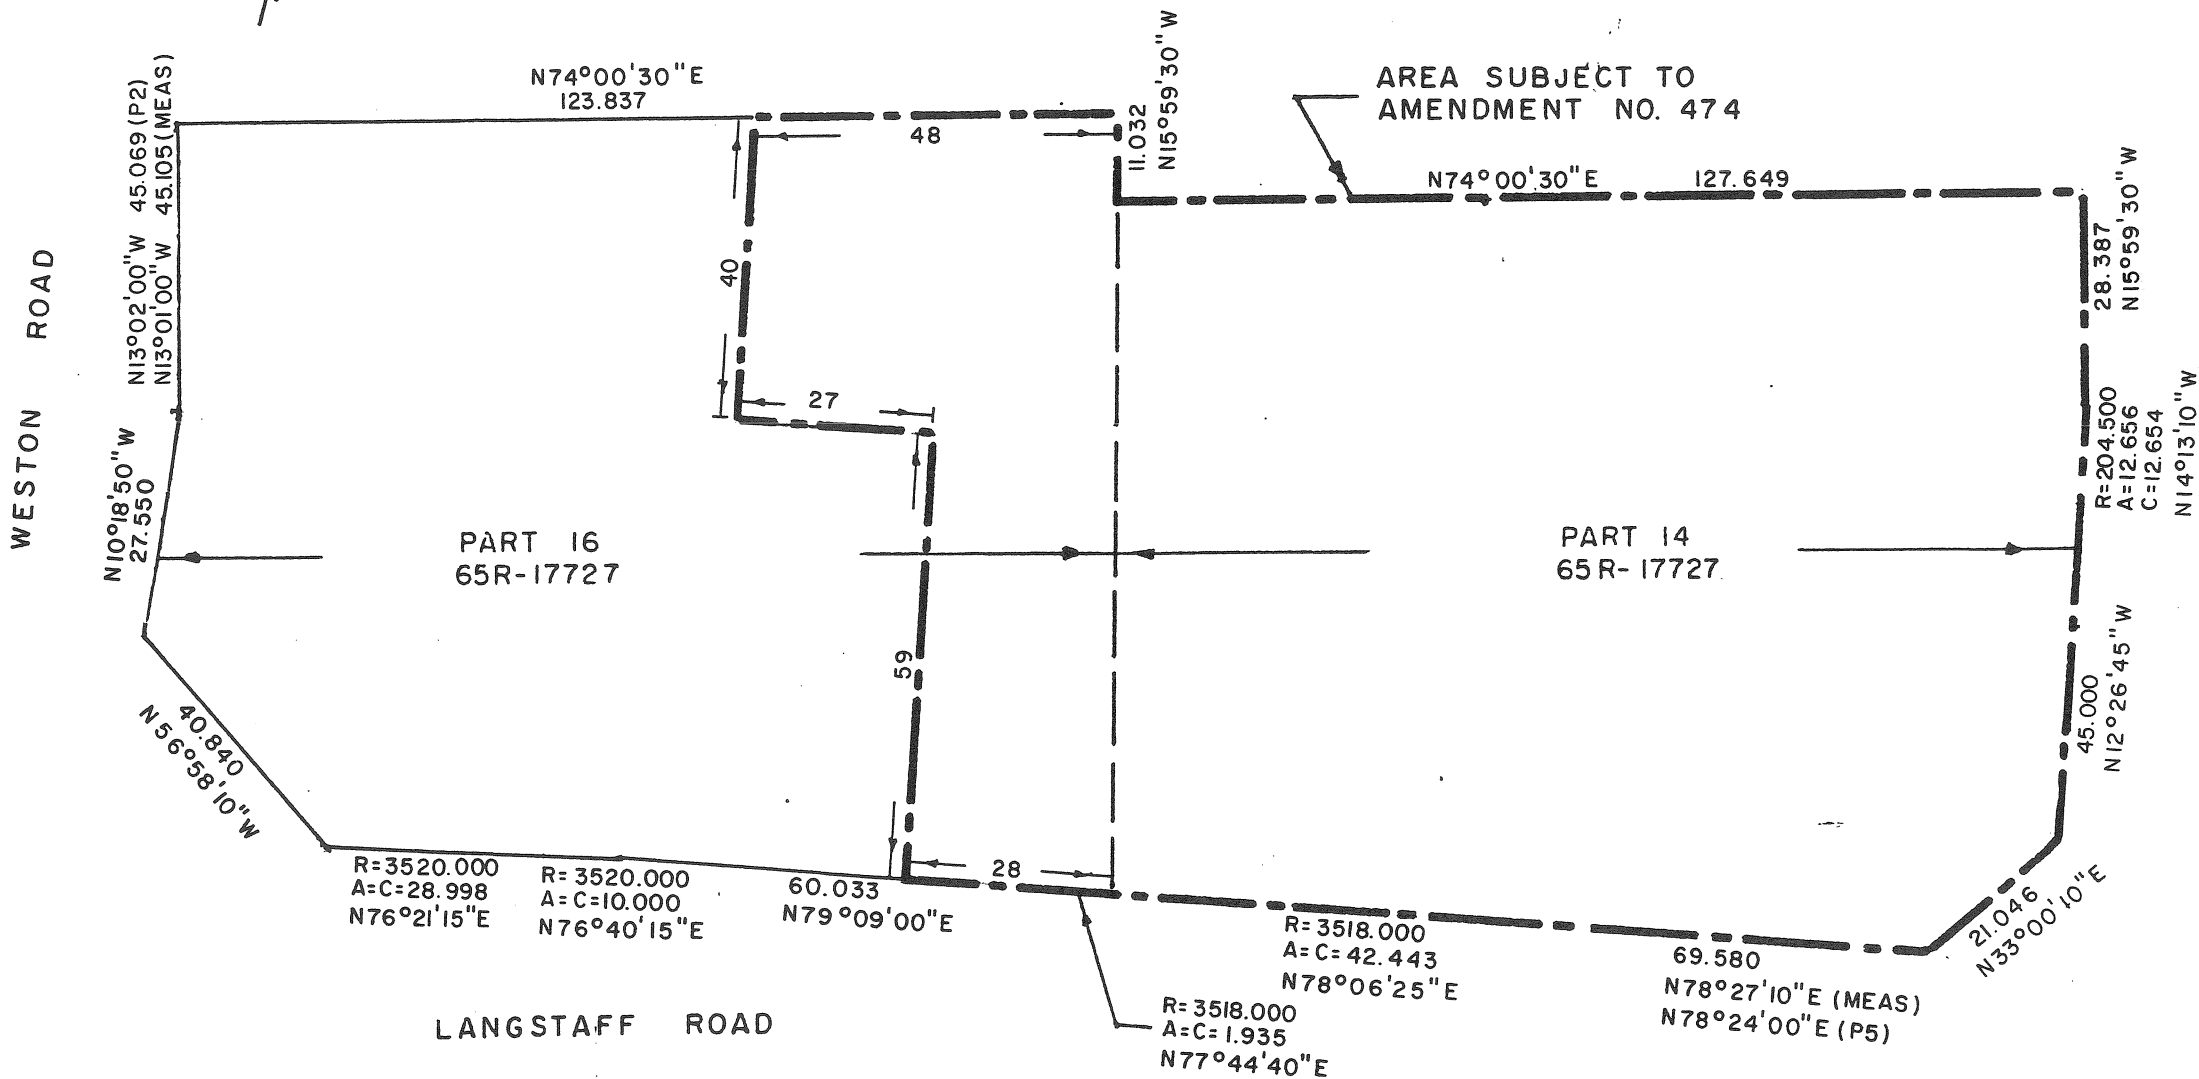 N74°00'30"E
123.837
45.069 (P2)
45.105 (MEAS)
N13°02'00"W
N13°01'00"W
48
11.032
N15°59'30"W
AREA SUBJECT TO
AMENDMENT NO. 474
N74°00'30"E 127.649
28.387
N15°59'30"W
WESTON ROAD
40
27
R=204.500
A=12.656
C=12.654
N14°13'10"W
N10°18'50"W
27.550
PART 16
65R-17727
PART 14
65R-17727
59
45.000
N12°26'45"W
40.840
N56°58'10"W
R=3520.000
A=C=28.998
N76°21'15"E
R=3520.000
A=C=10.000
N76°40'15"E
60.033
N79°09'00"E
28
R=3518.000
A=C=42.443
N78°06'25"E
69.580
N78°27'10"E (MEAS)
N78°24'00"E (P5)
21.046
N33°00'10"E
R=3518.000
A=C=1.935
N77°44'40"E
LANGSTAFF ROAD